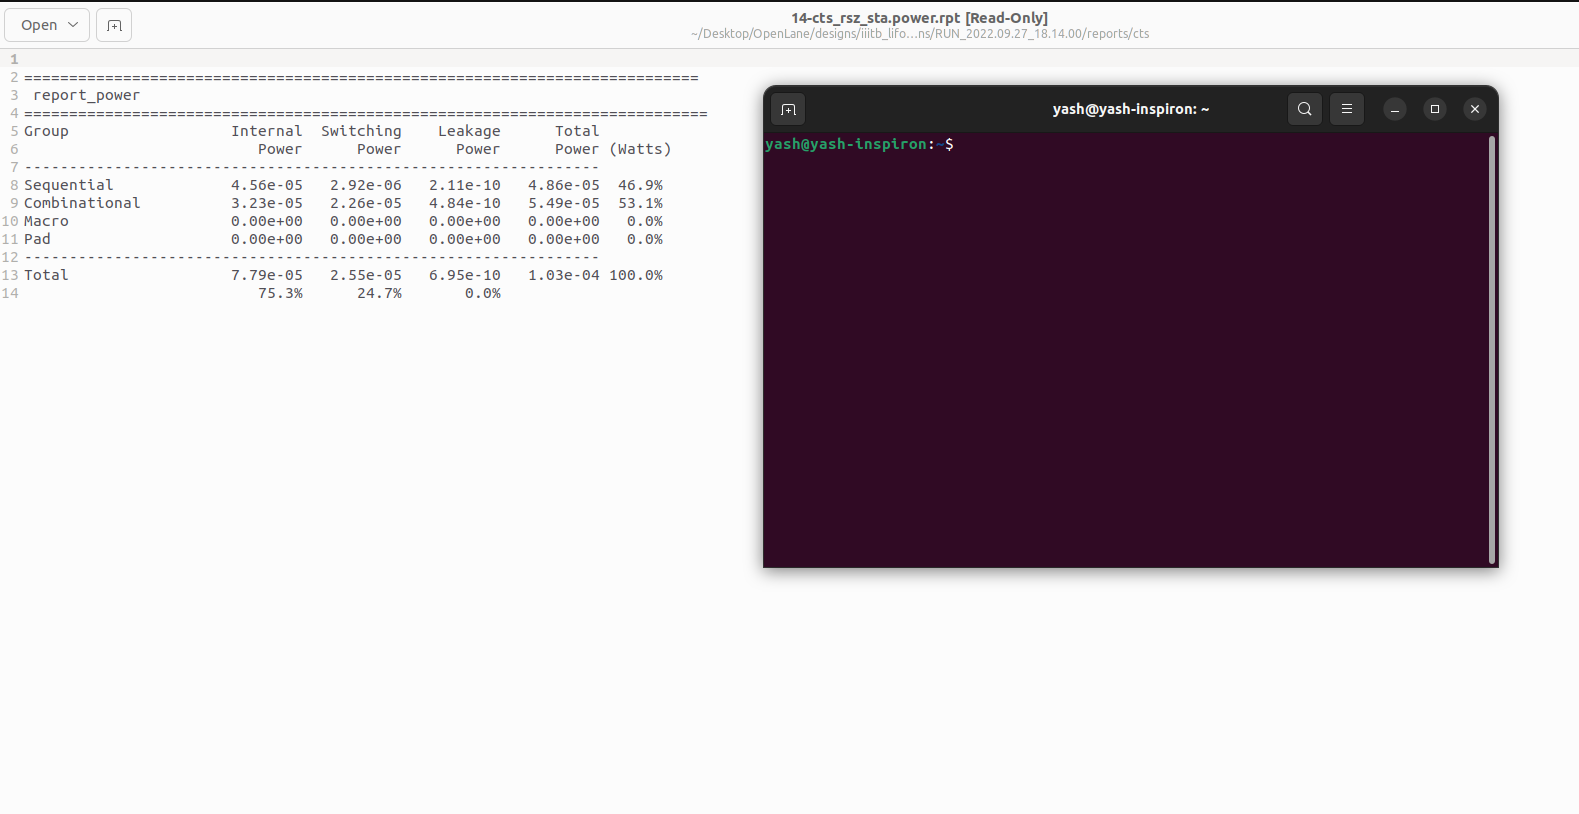 Open
14-cts_rsz_sta.power.rpt [Read-Only]
~/Desktop/OpenLane/designs/iiitb_lifo...ns/RUN_2022.09.27_18.14.00/reports/cts
1
2 ===========================================================================
3  report_power
4 ============================================================================
5 Group                  Internal  Switching    Leakage      Total
6                           Power      Power      Power      Power (Watts)
7 ----------------------------------------------------------------
8 Sequential             4.56e-05   2.92e-06   2.11e-10   4.86e-05  46.9%
9 Combinational          3.23e-05   2.26e-05   4.84e-10   5.49e-05  53.1%
10 Macro                  0.00e+00   0.00e+00   0.00e+00   0.00e+00   0.0%
11 Pad                    0.00e+00   0.00e+00   0.00e+00   0.00e+00   0.0%
12 ----------------------------------------------------------------
13 Total                  7.79e-05   2.55e-05   6.95e-10   1.03e-04 100.0%
14                           75.3%      24.7%       0.0%
yash@yash-inspiron: ~
yash@yash-inspiron:~$